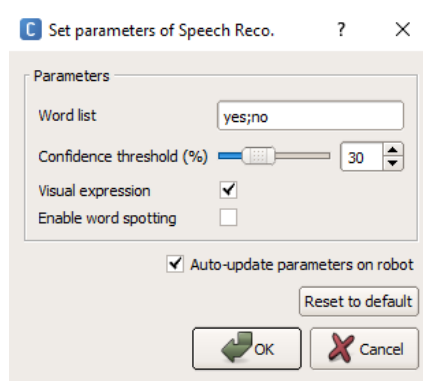 C Set parameters of Speech Reco. ? X
Parameters
Word list yes;no
Confidence threshold (%) 30
Visual expression
Enable word spotting
Auto-update parameters on robot
Reset to default
OK Cancel